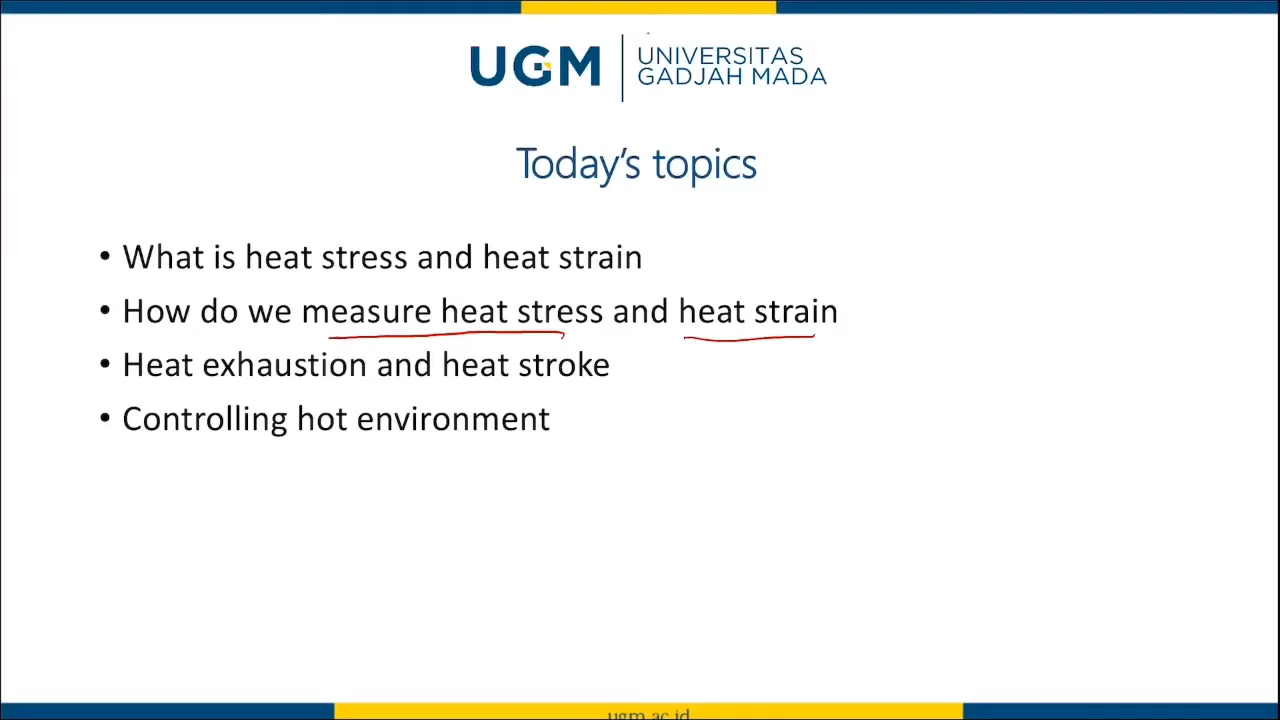 UGM
UNIVERSITAS
GADJAH MADA
Today's topics
• What is heat stress and heat strain
• How do we measure heat stress and heat strain
• Heat exhaustion and heat stroke
• Controlling hot environment
ugm.ac.id